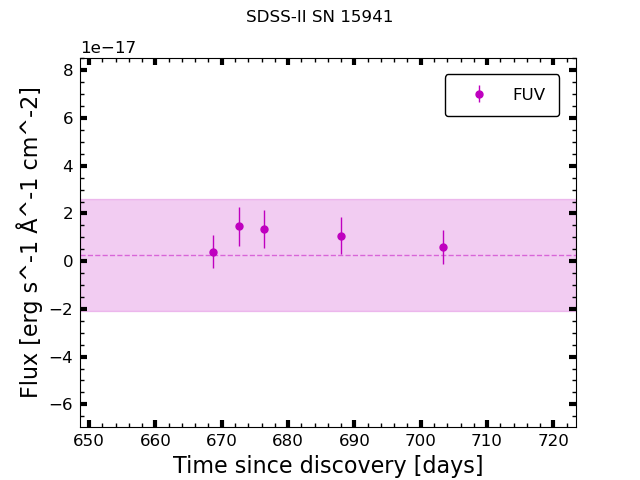 SDSS-II SN 15941
1e−17
FUV
8
6
4
2
0
−2
−4
−6
Flux [erg s^-1 Å^-1 cm^-2]
650 660 670 680 690 700 710 720
Time since discovery [days]